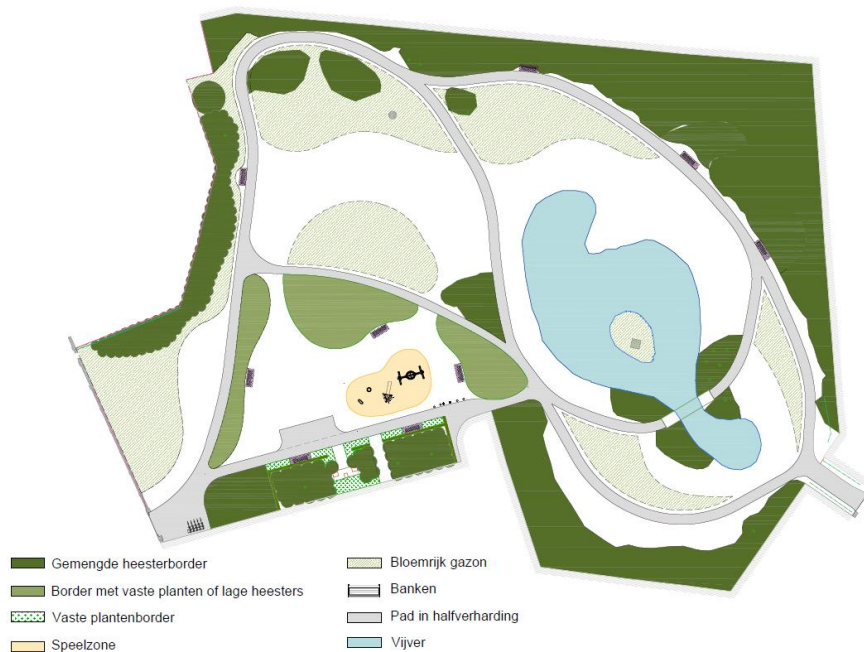 Gemengde heesterborder
Border met vaste planten of lage heesters
Vaste plantenborder
Speelzone
Bloemrijk gazon
Banken
Pad in halfverharding
Vijver